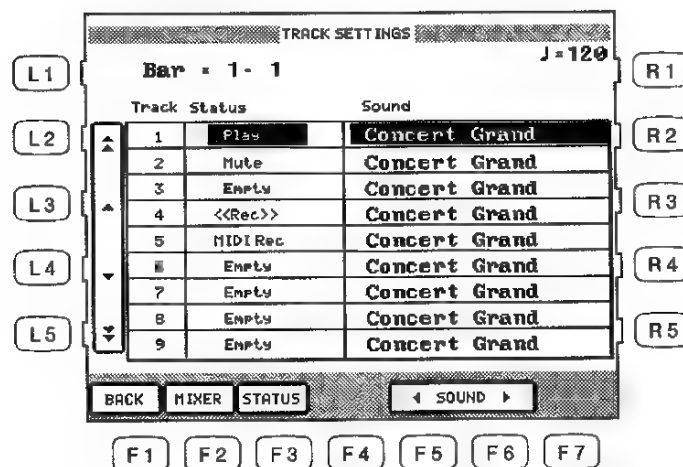 TRACK SETTINGS
♩=120
Bar = 1- 1
Track Status Sound
1 Play Concert Grand
2 Mute Concert Grand
3 Empty Concert Grand
4 <<Rec>> Concert Grand
5 MIDI Rec Concert Grand
Empty Concert Grand
7 Empty Concert Grand
8 Empty Concert Grand
9 Empty Concert Grand
BACK MIXER STATUS ◀ SOUND ▶
L1
L2
L3
L4
L5
R1
R2
R3
R4
R5
F1 F2 F3 F4 F5 F6 F7